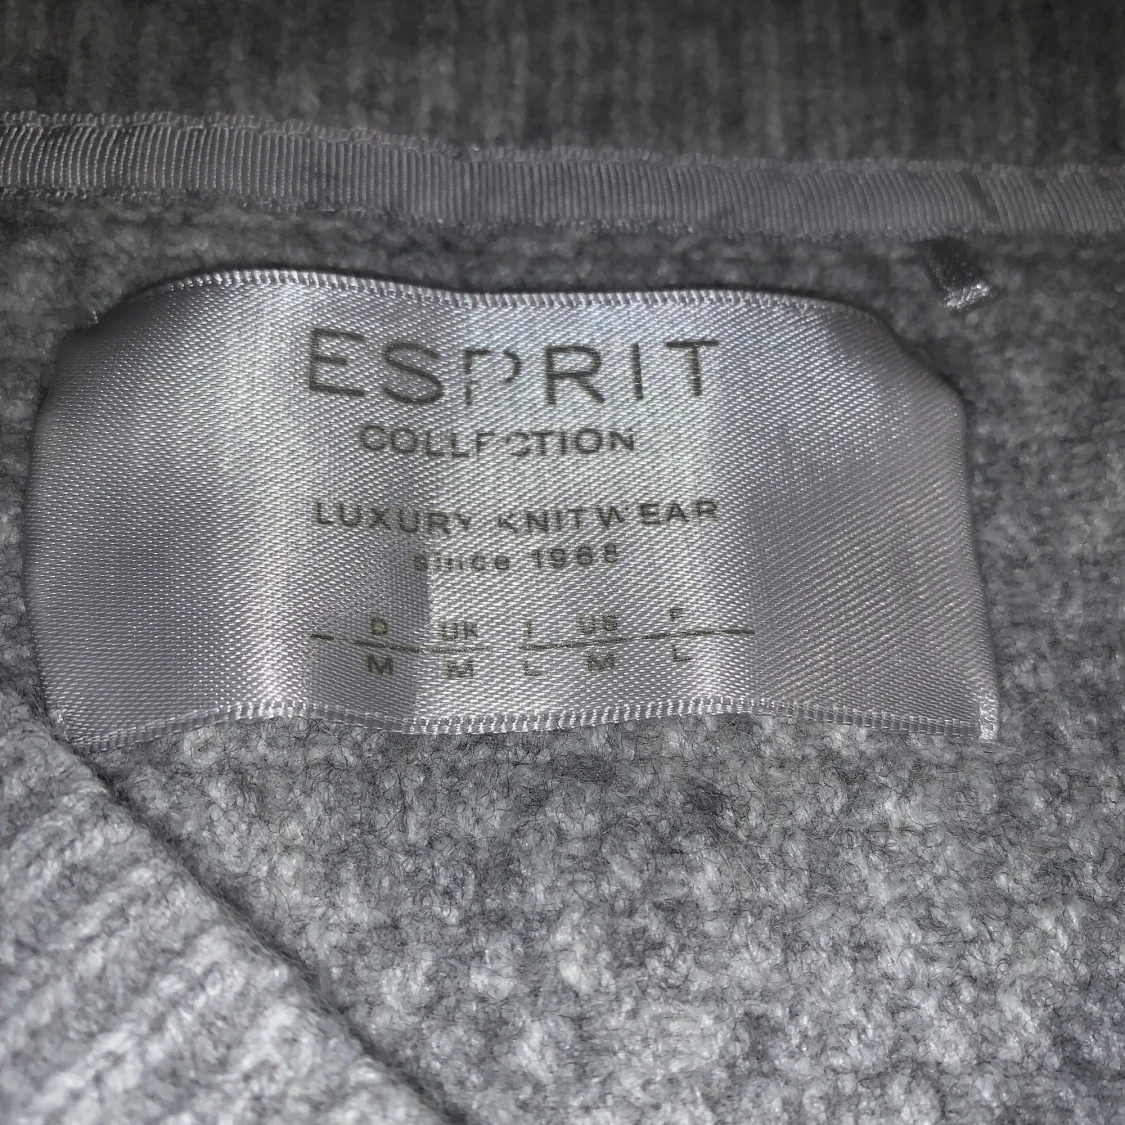 ESPRIT
COLLECTION
LUXURY KNITWEAR
since 1968
D UK I US F
M M L M L